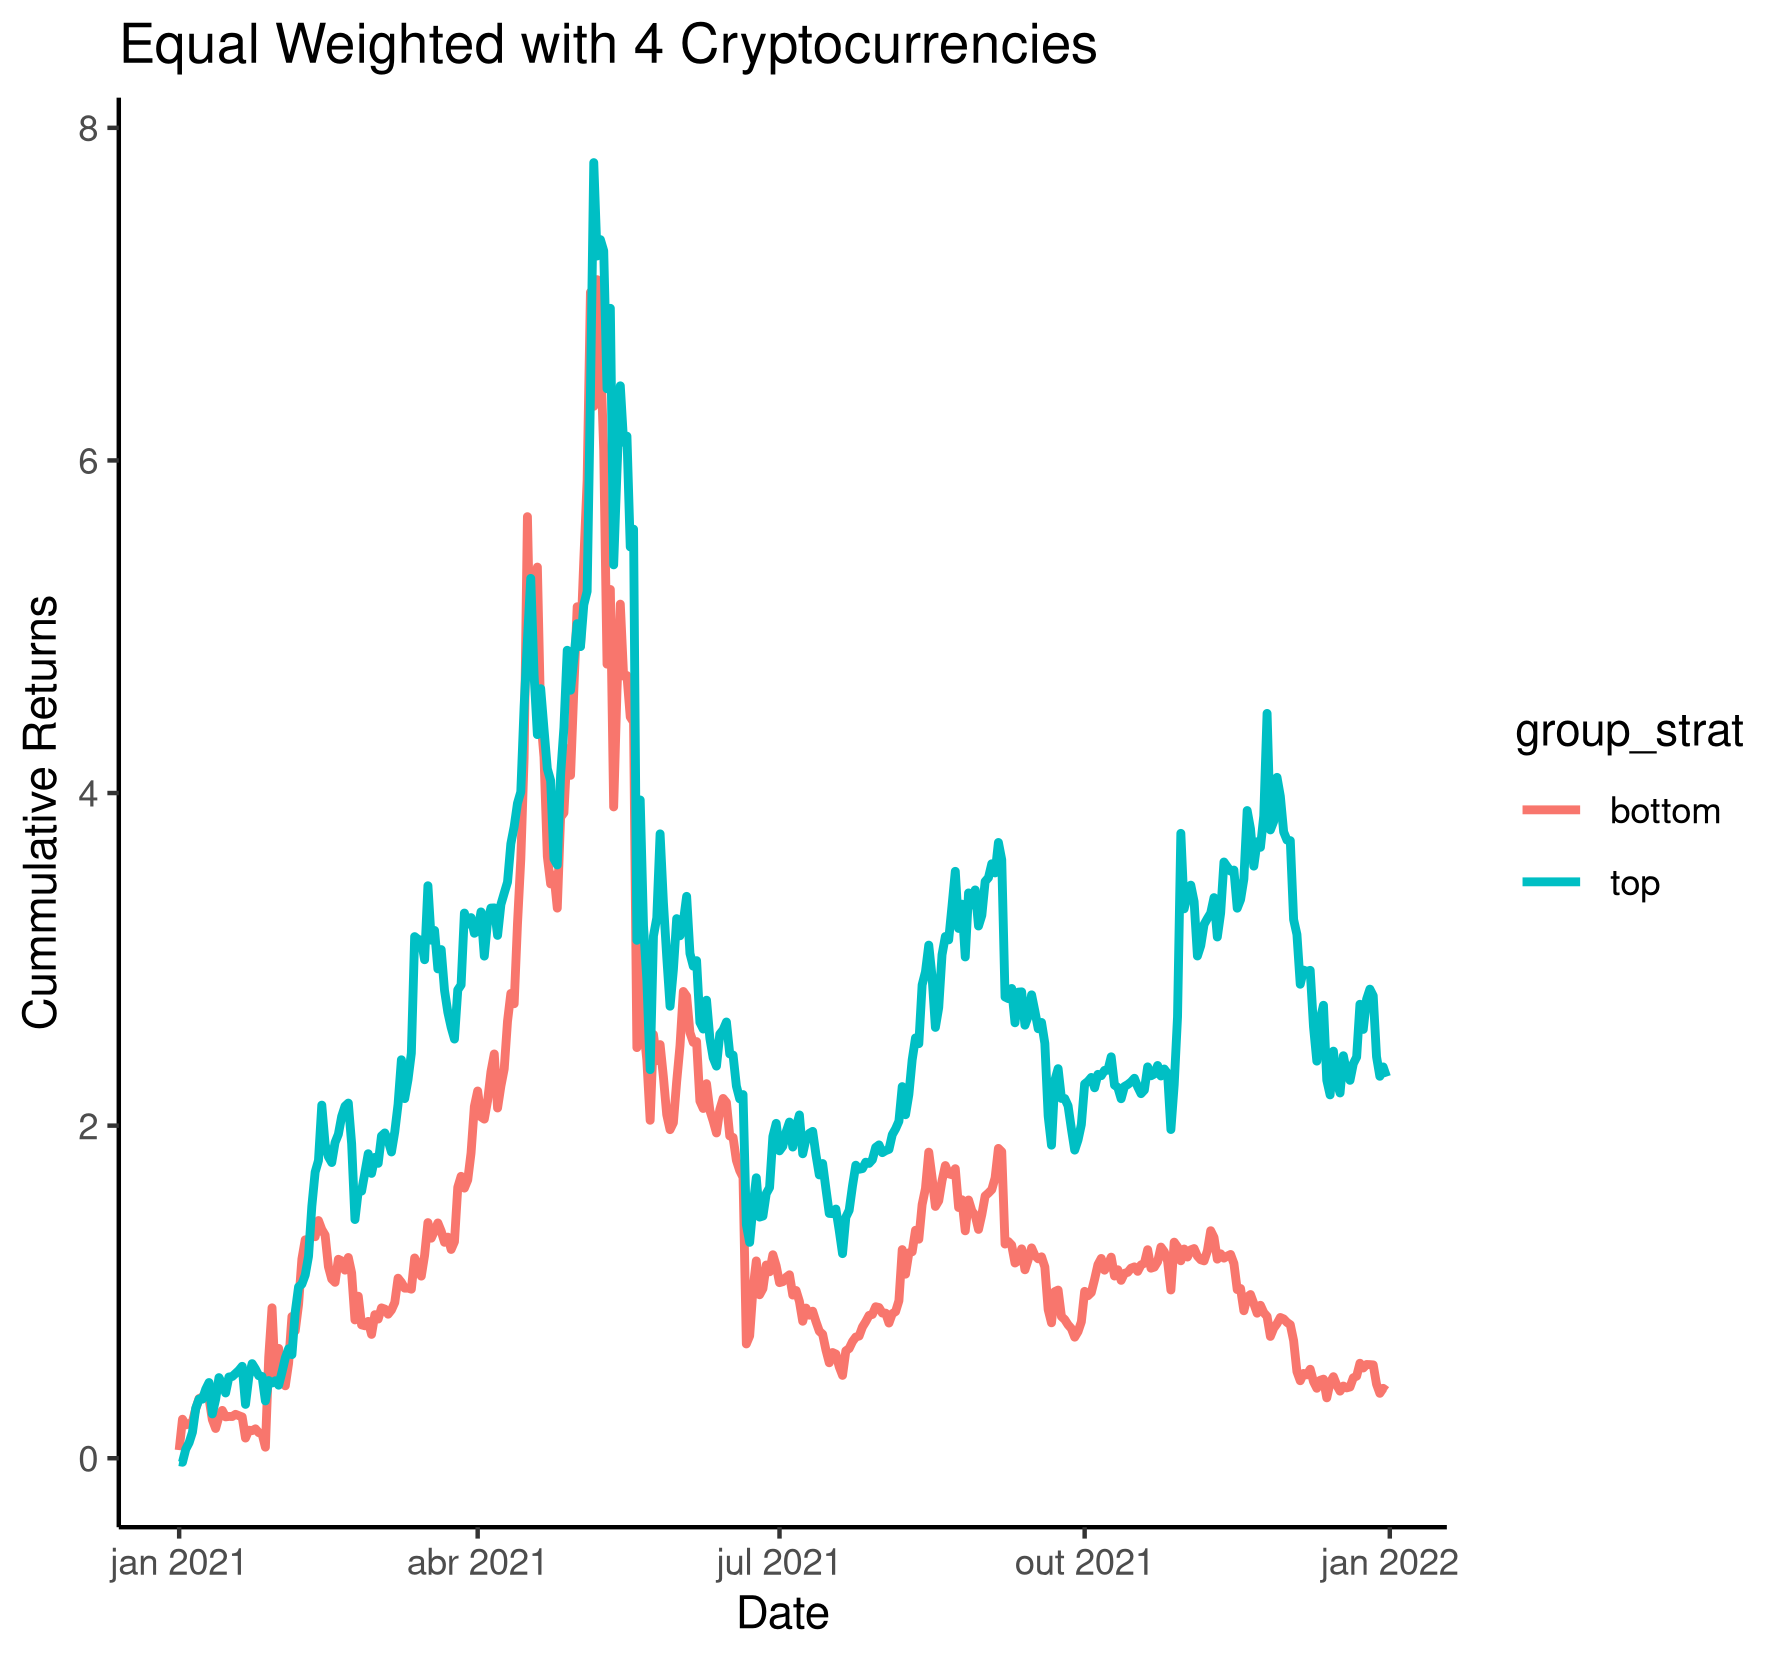 Equal Weighted with 4 Cryptocurrencies
8
6
4
2
0
Cummulative Returns
jan 2021
abr 2021
jul 2021
out 2021
jan 2022
Date
group_strat
bottom
top